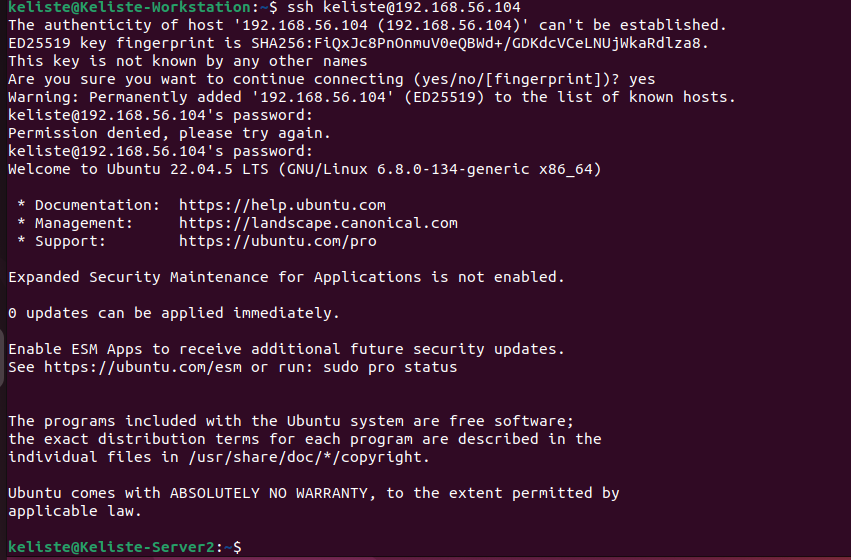 keliste@Keliste-Workstation:~$ ssh keliste@192.168.56.104
The authenticity of host '192.168.56.104 (192.168.56.104)' can't be established.
ED25519 key fingerprint is SHA256:FiQxJc8PnOnmuV0eQBWd+/GDKdcVCeLNUjWkaRdlza8.
This key is not known by any other names
Are you sure you want to continue connecting (yes/no/[fingerprint])? yes
Warning: Permanently added '192.168.56.104' (ED25519) to the list of known hosts.
keliste@192.168.56.104's password:
Permission denied, please try again.
keliste@192.168.56.104's password:
Welcome to Ubuntu 22.04.5 LTS (GNU/Linux 6.8.0-134-generic x86_64)

 * Documentation:  https://help.ubuntu.com
 * Management:     https://landscape.canonical.com
 * Support:        https://ubuntu.com/pro

Expanded Security Maintenance for Applications is not enabled.

0 updates can be applied immediately.

Enable ESM Apps to receive additional future security updates.
See https://ubuntu.com/esm or run: sudo pro status


The programs included with the Ubuntu system are free software;
the exact distribution terms for each program are described in the
individual files in /usr/share/doc/*/copyright.

Ubuntu comes with ABSOLUTELY NO WARRANTY, to the extent permitted by
applicable law.

keliste@Keliste-Server2:~$